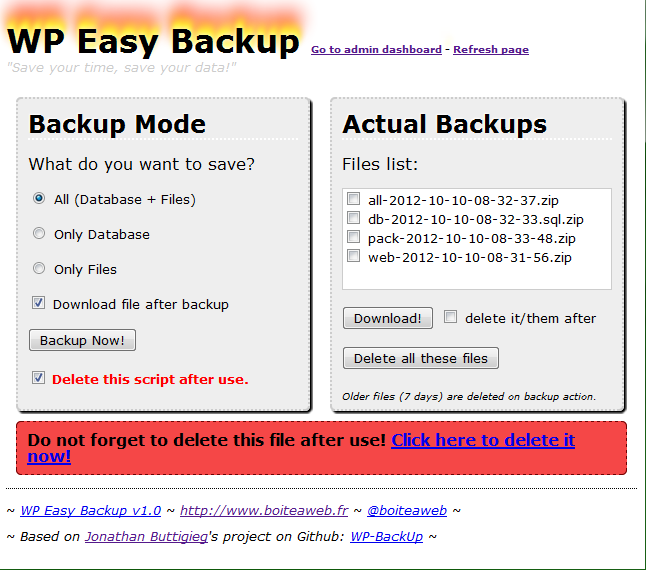 WP Easy Backup Go to admin dashboard - Refresh page
"Save your time, save your data!"
Backup Mode
What do you want to save?
All (Database + Files)
Only Database
Only Files
Download file after backup
Backup Now!
Delete this script after use.
Actual Backups
Files list:
all-2012-10-10-08-32-37.zip
db-2012-10-10-08-32-33.sql.zip
pack-2012-10-10-08-33-48.zip
web-2012-10-10-08-31-56.zip
Download! delete it/them after
Delete all these files
Older files (7 days) are deleted on backup action.
Do not forget to delete this file after use! Click here to delete it
now!
~ WP Easy Backup v1.0 ~ http://www.boiteaweb.fr ~ @boiteaweb ~
~ Based on Jonathan Buttigieg's project on Github: WP-BackUp ~